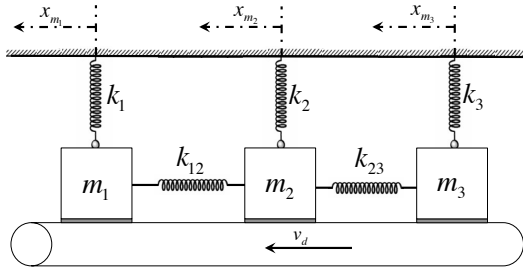 x_{m_1} x_{m_2} x_{m_3}
k_1 k_2 k_3
k_{12} k_{23}
m_1 m_2 m_3
v_d